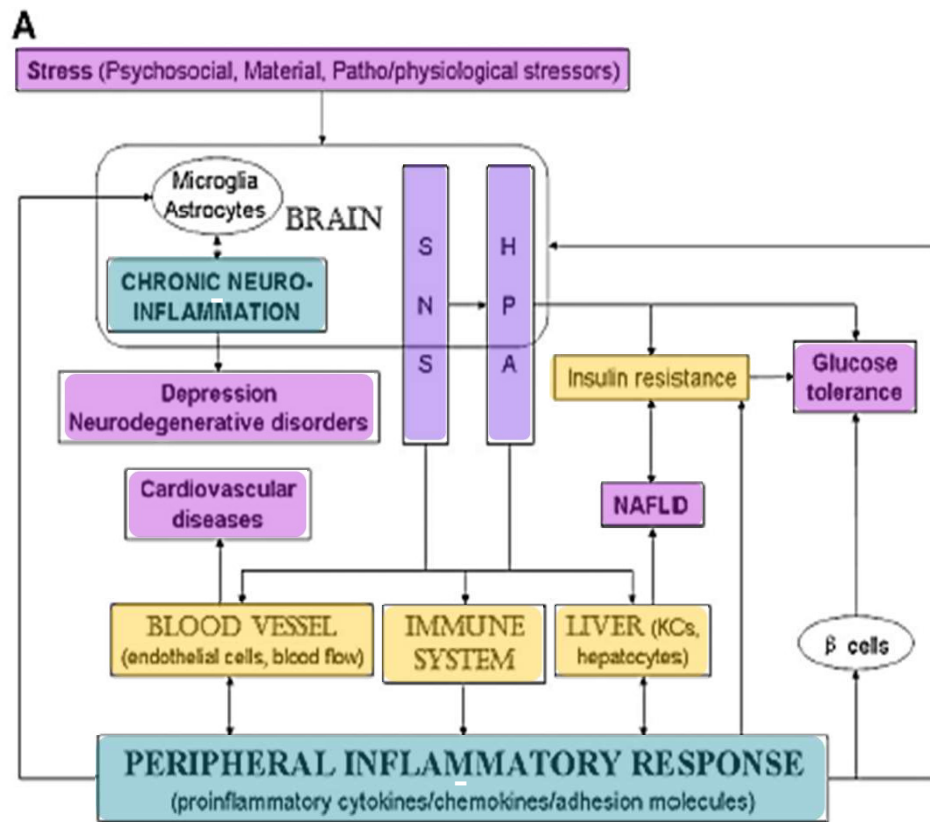 A
Stress (Psychosocial, Material, Patho/physiological stressors)
Microglia
Astrocytes
BRAIN
CHRONIC NEURO-
INFLAMMATION
S
N
S
H
P
A
Depression
Neurodegenerative disorders
Insulin resistance
Glucose
tolerance
Cardiovascular
diseases
NAFLD
BLOOD VESSEL
(endothelial cells, blood flow)
IMMUNE
SYSTEM
LIVER (KCs,
hepatocytes)
β cells
PERIPHERAL INFLAMMATORY RESPONSE
(proinflammatory cytokines/chemokines/adhesion molecules)